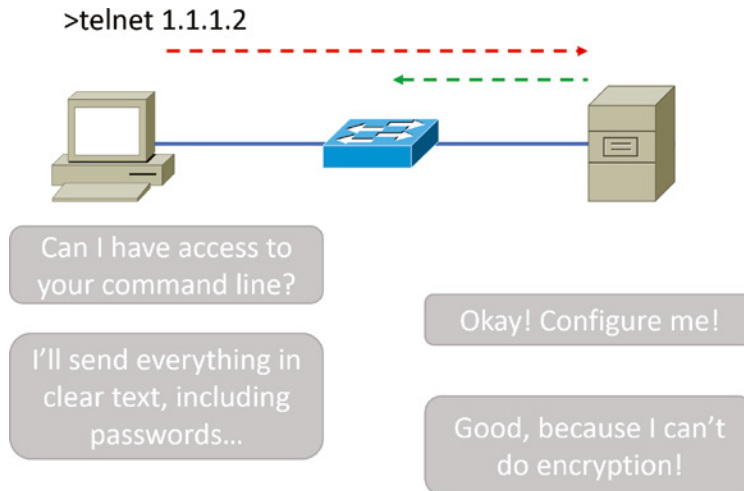 >telnet 1.1.1.2
Can I have access to
your command line?
Okay! Configure me!
I'll send everything in
clear text, including
passwords…
Good, because I can't
do encryption!